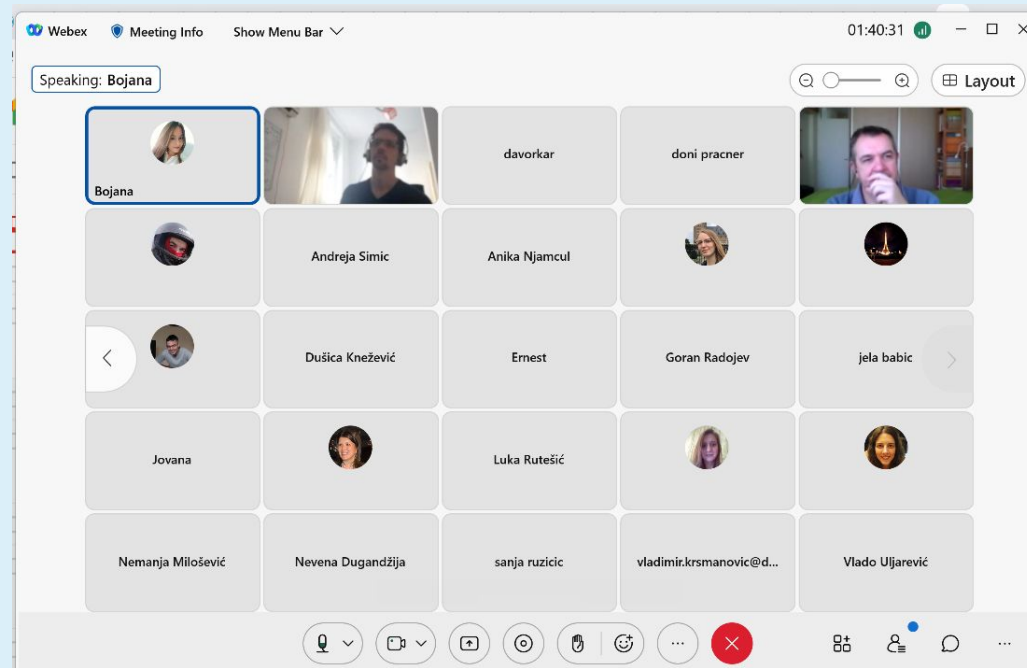 Webex Meeting Info Show Menu Bar 01:40:31
Speaking: Bojana Layout
Bojana davorkar doni pracner
Andreja Simic Anika Njamcul
Dušica Knežević Ernest Goran Radojev jela babic
Jovana Luka Rutešić
Nemanja Milošević Nevena Dugandžija sanja ruzicic vladimir.krsmanovic@d... Vlado Uljarević